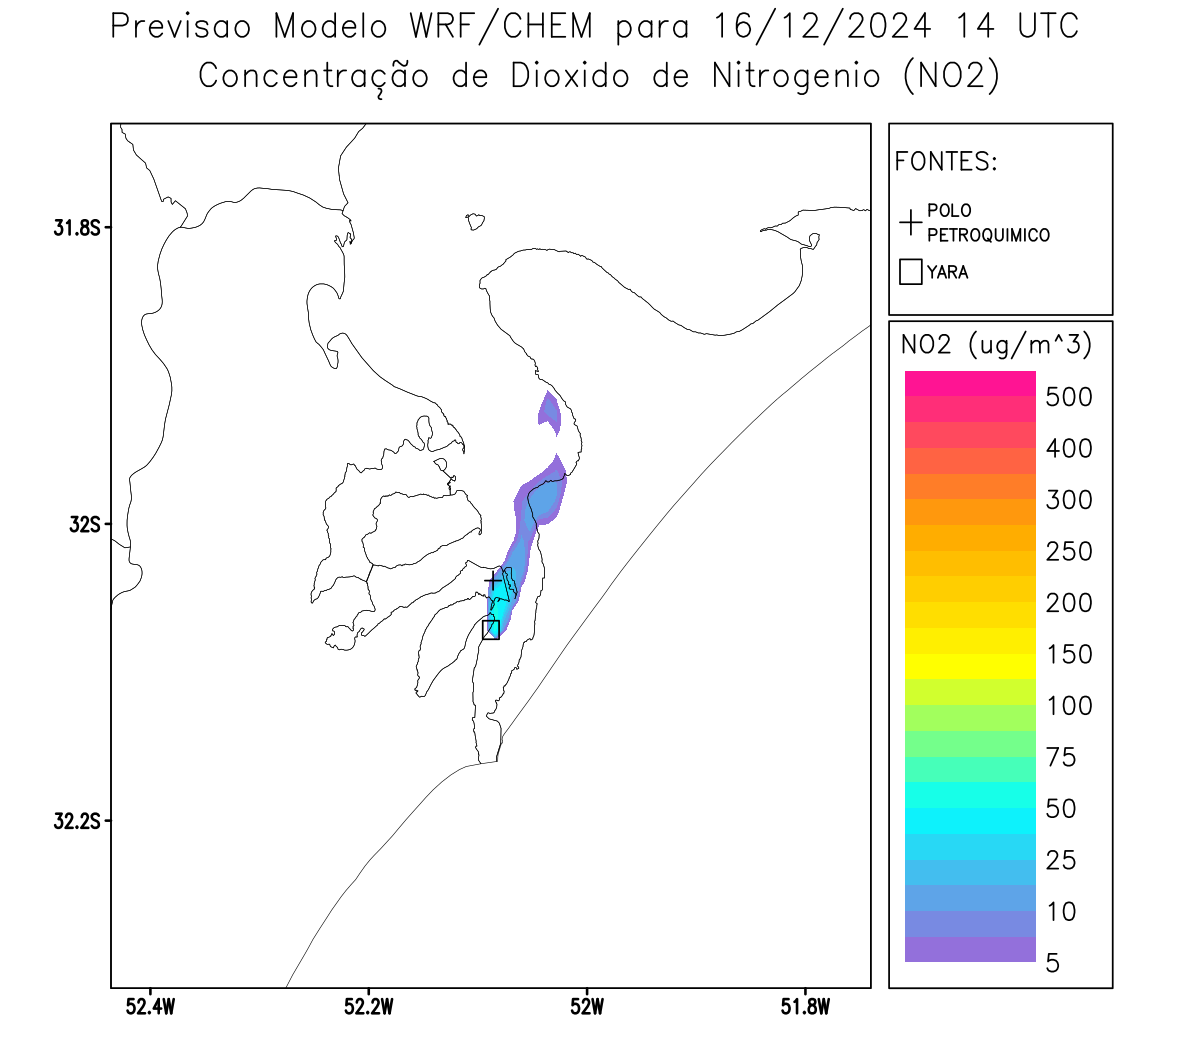 Previsao Modelo WRF/CHEM para 16/12/2024 14 UTC
Concentração de Dioxido de Nitrogenio (NO2)
FONTES:
POLO
PETROQUIMICO
YARA
NO2 (ug/m^3)
500
400
300
250
200
150
100
75
50
25
10
5
31.8S
32S
32.2S
52.4W
52.2W
52W
51.8W